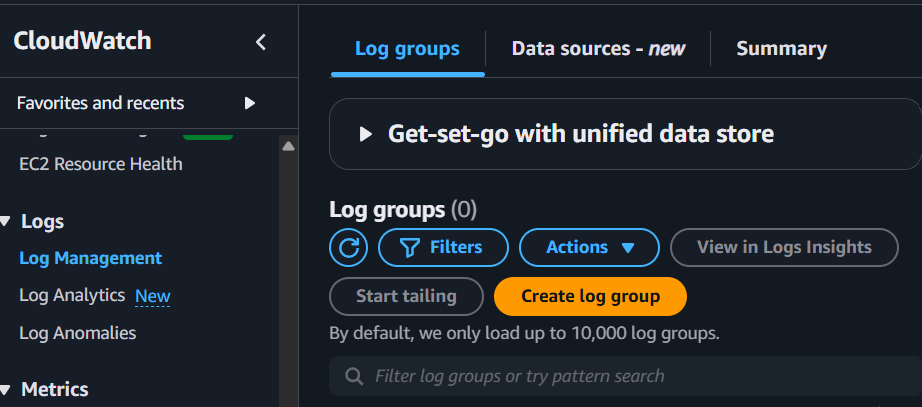 CloudWatch
Favorites and recents
EC2 Resource Health
Logs
Log Management
Log Analytics New
Log Anomalies
Metrics
Log groups
Data sources - new
Summary
Get-set-go with unified data store
Log groups (0)
Filters
Actions
View in Logs Insights
Start tailing
Create log group
By default, we only load up to 10,000 log groups.
Filter log groups or try pattern search